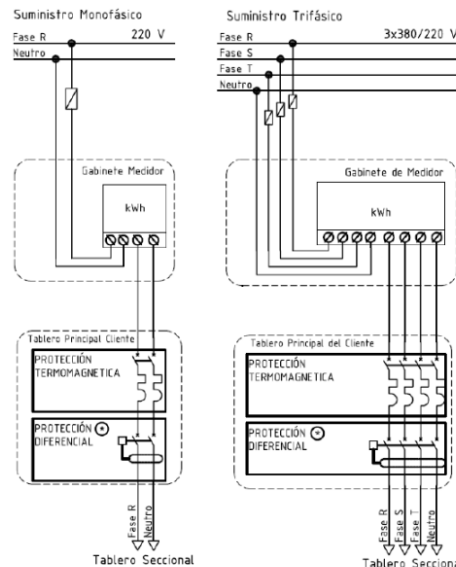 Suministro Monofásico
Fase R
220 V
Neutro
Gabinete Medidor
kWh
Tablero Principal Cliente
PROTECCIÓN
TERMOMAGNETICA
PROTECCIÓN *
DIFERENCIAL
Fase R
Neutro
Tablero Seccional
Suministro Trifásico
Fase R
3x380/220 V
Fase S
Fase T
Neutro
Gabinete de Medidor
kWh
Tablero Principal del Cliente
PROTECCIÓN
TERMOMAGNETICA
PROTECCIÓN *
DIFERENCIAL
Fase R
Fase S
Fase T
Neutro
Tablero Seccional